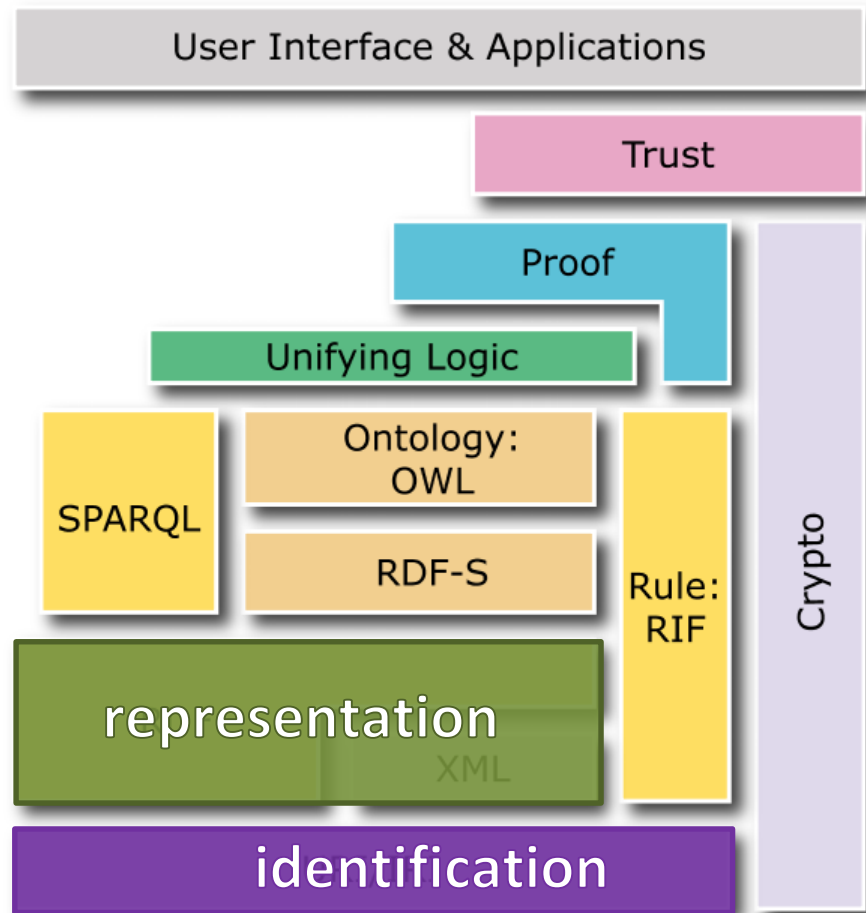 User Interface & Applications
Trust
Proof
Unifying Logic
Ontology:
OWL
SPARQL
RDF-S
Rule:
RIF
Crypto
representation
XML
identification